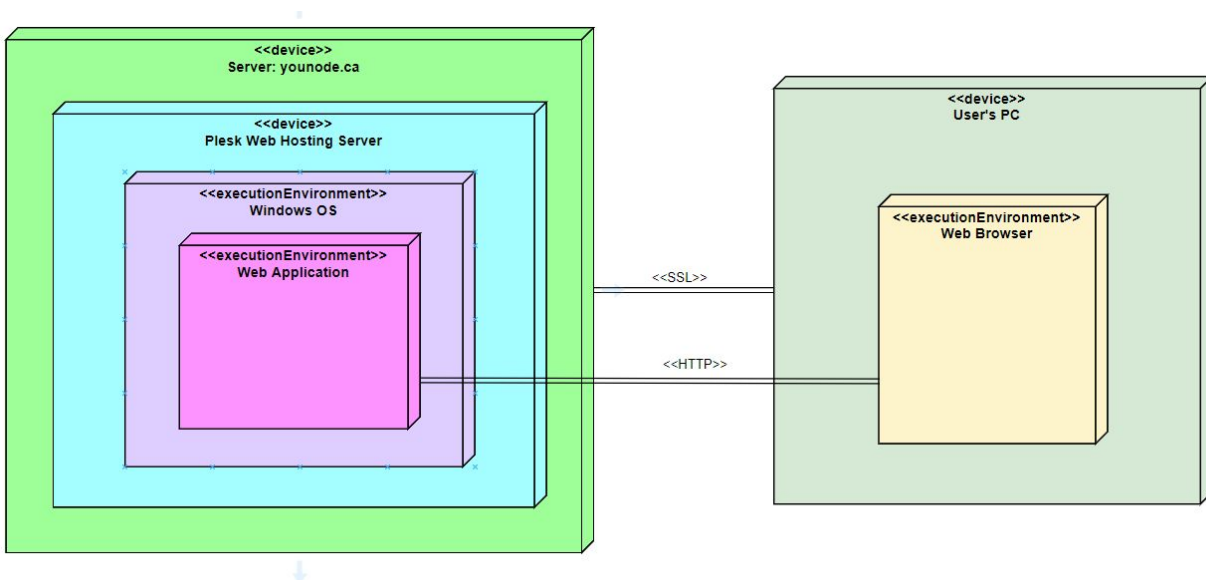 <<device>>
Server: younode.ca
<<device>>
Plesk Web Hosting Server
<<executionEnvironment>>
Windows OS
<<executionEnvironment>>
Web Application
<<SSL>>
<<HTTP>>
<<device>>
User's PC
<<executionEnvironment>>
Web Browser